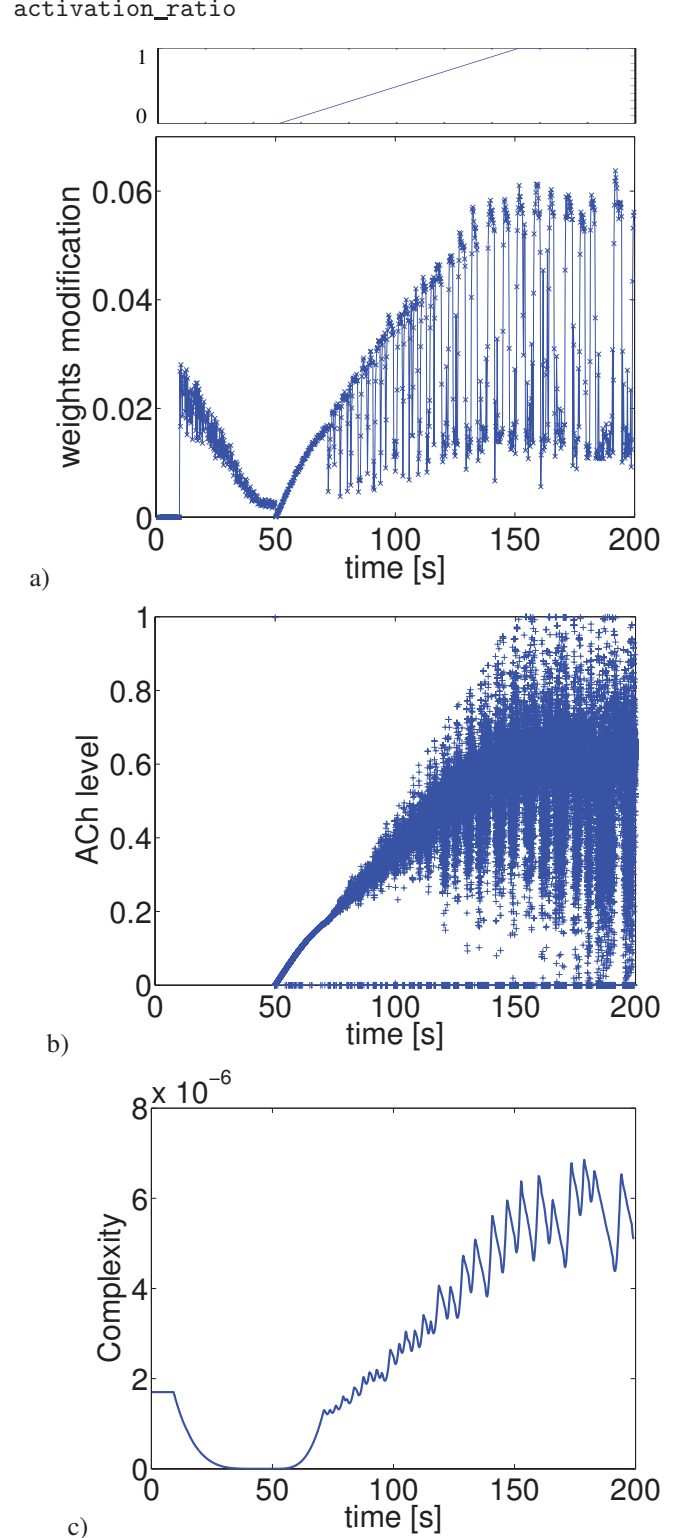 activation_ratio
1
0
weights modification
0.06
0.04
0.02
0
0 50 100 150 200
time [s]
a)
ACh level
1
0.8
0.6
0.4
0.2
0
0 50 100 150 200
time [s]
b)
x 10⁻⁶
Complexity
8
6
4
2
0
0 50 100 150 200
time [s]
c)